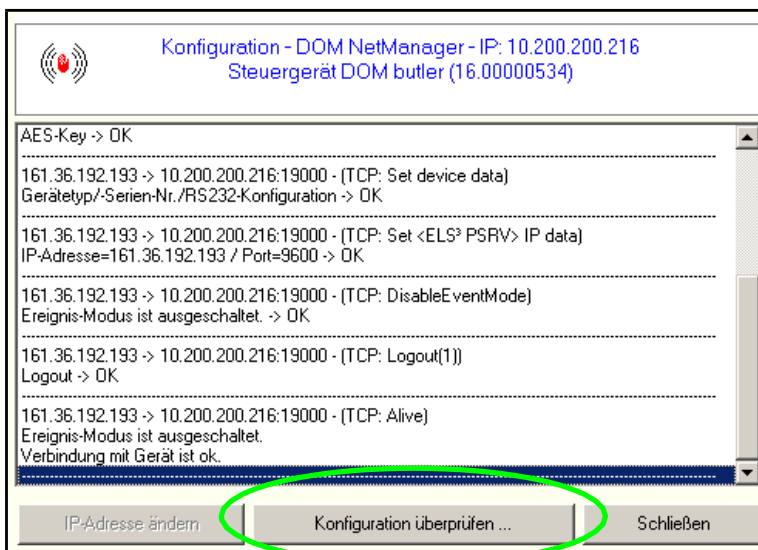 Konfiguration - DOM NetManager - IP: 10.200.200.216
Steuergerät DOM butler (16.00000534)
AES-Key -> OK
161.36.192.193 -> 10.200.200.216:19000 - (TCP: Set device data)
Gerätetyp/-Serien-Nr./RS232-Konfiguration -> OK
161.36.192.193 -> 10.200.200.216:19000 - (TCP: Set <ELS³ PSRV> IP data)
IP-Adresse=161.36.192.193 / Port=9600 -> OK
161.36.192.193 -> 10.200.200.216:19000 - (TCP: DisableEventMode)
Ereignis-Modus ist ausgeschaltet. -> OK
161.36.192.193 -> 10.200.200.216:19000 - (TCP: Logout(1))
Logout -> OK
161.36.192.193 -> 10.200.200.216:19000 - (TCP: Alive)
Ereignis-Modus ist ausgeschaltet.
Verbindung mit Gerät ist ok.
IP-Adresse ändern
Konfiguration überprüfen ...
Schließen